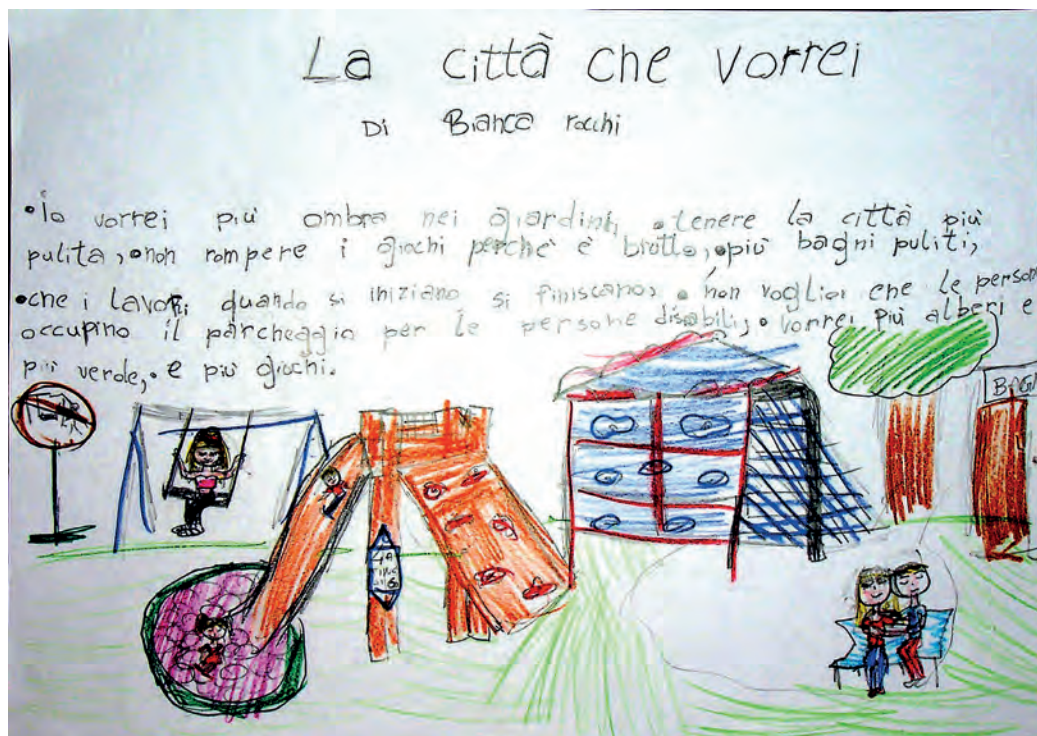 La città che vorrei
Di Bianca rocchi
•Io vorrei più ombra nei giardini, •tenere la città più
pulita, •non rompere i giochi perchè è brutto, •più bagni puliti,
•che i lavori quando si iniziano si finiscano, •non voglio che le person
occupino il parcheggio per le persone disabili, •vorrei più alberi e
più verde, •e più giochi.
BAG